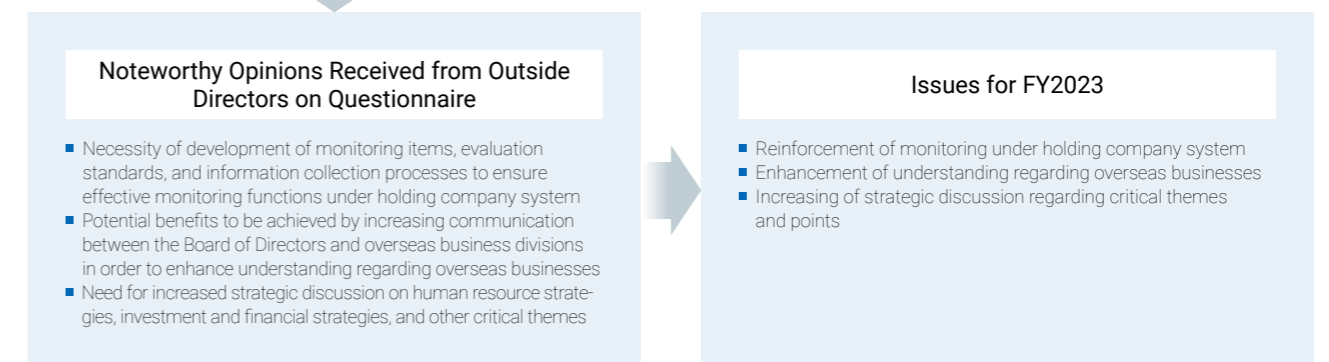 Noteworthy Opinions Received from Outside
Directors on Questionnaire
■ Necessity of development of monitoring items, evaluation
standards, and information collection processes to ensure
effective monitoring functions under holding company system
■ Potential benefits to be achieved by increasing communication
between the Board of Directors and overseas business divisions
in order to enhance understanding regarding overseas businesses
■ Need for increased strategic discussion on human resource strate-
gies, investment and financial strategies, and other critical themes
Issues for FY2023
■ Reinforcement of monitoring under holding company system
■ Enhancement of understanding regarding overseas businesses
■ Increasing of strategic discussion regarding critical themes
and points